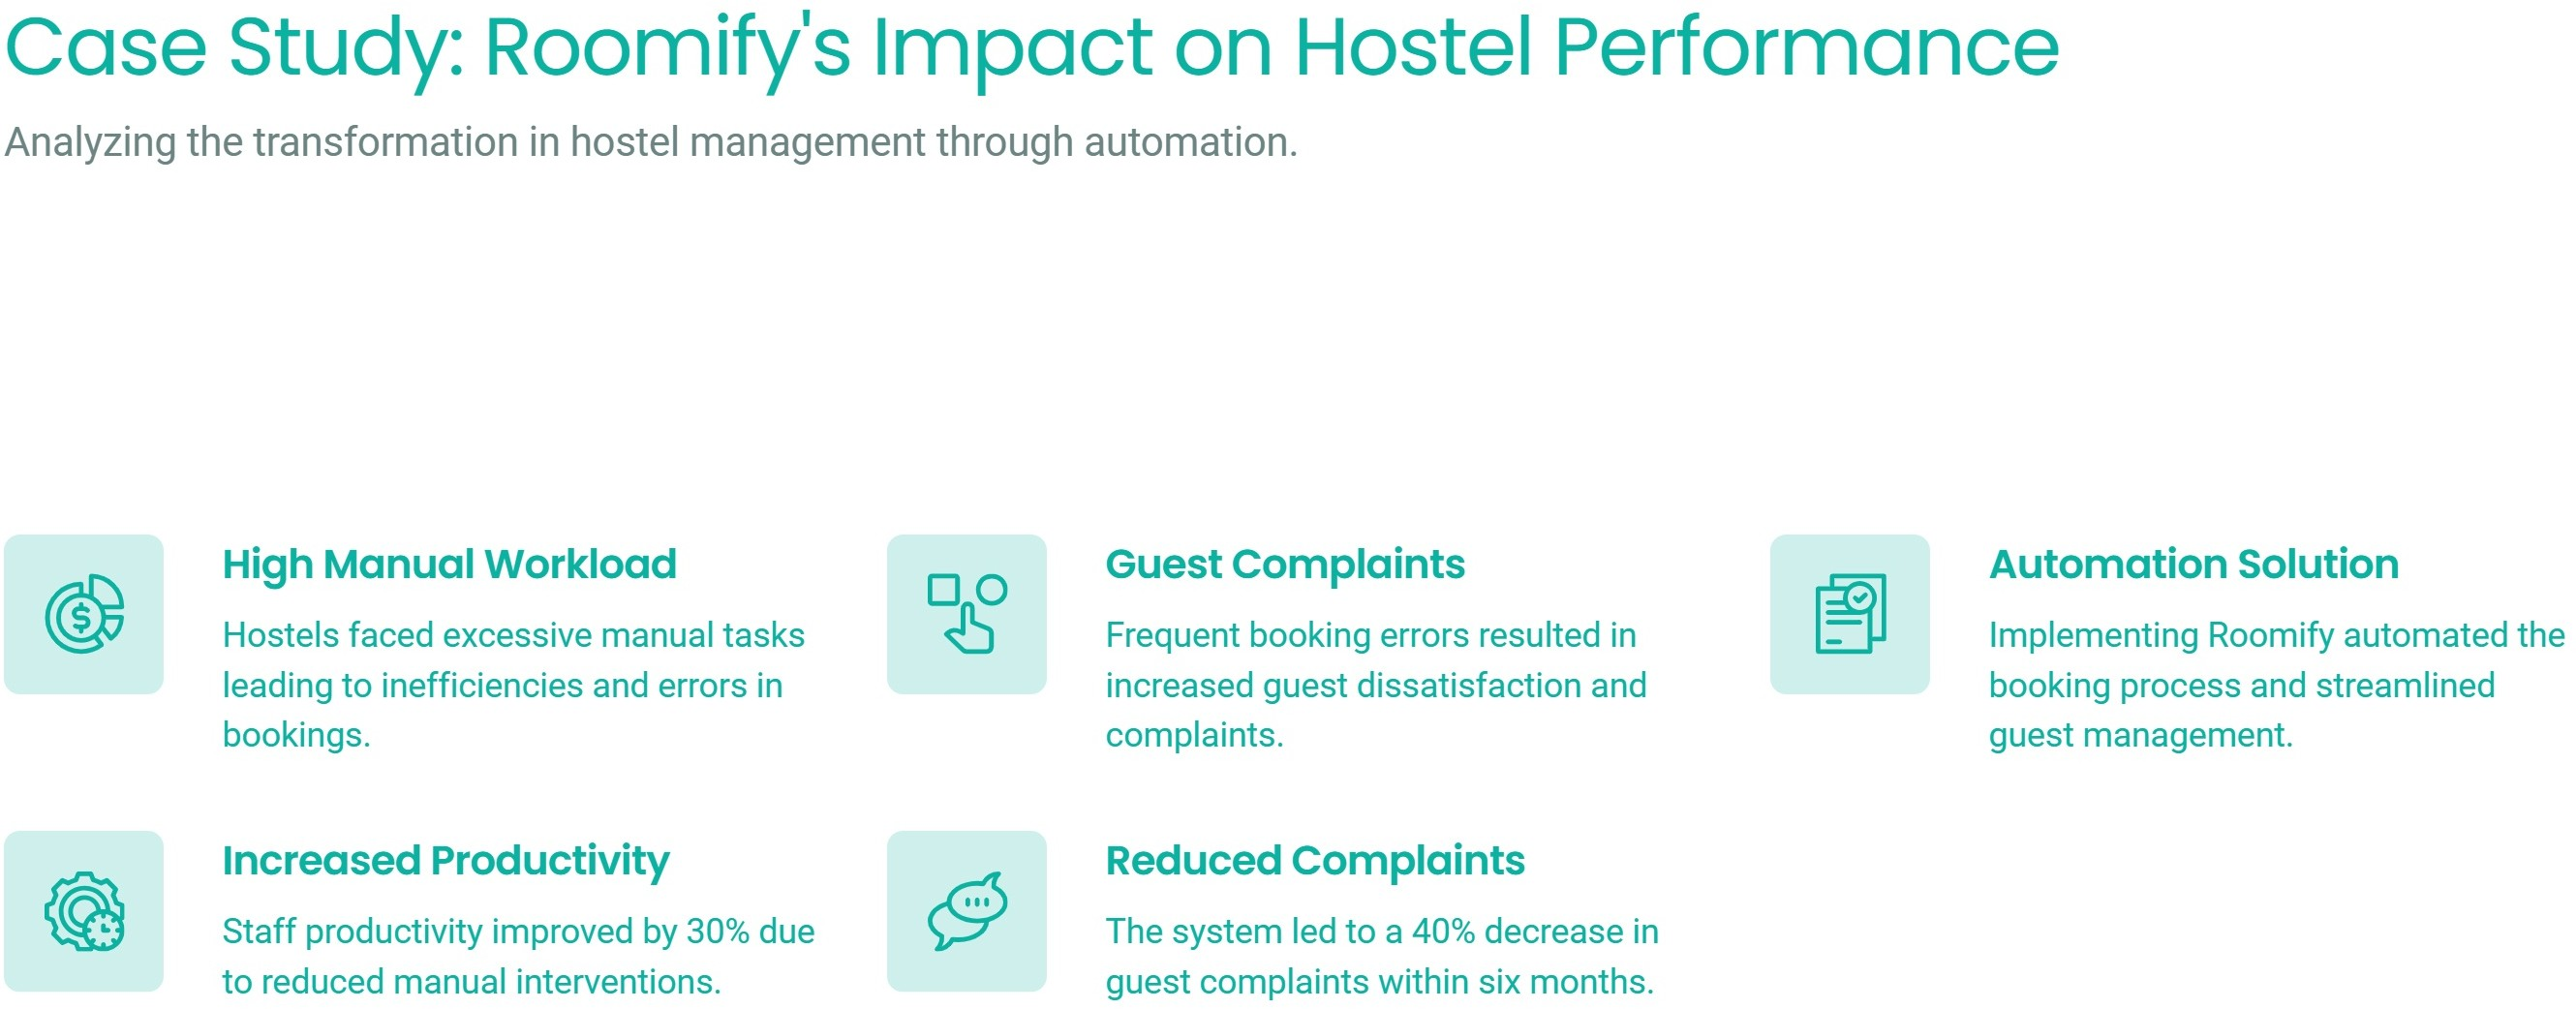 Case Study: Roomify's Impact on Hostel Performance
Analyzing the transformation in hostel management through automation.
High Manual Workload
Hostels faced excessive manual tasks
leading to inefficiencies and errors in
bookings.
Guest Complaints
Frequent booking errors resulted in
increased guest dissatisfaction and
complaints.
Automation Solution
Implementing Roomify automated the
booking process and streamlined
guest management.
Increased Productivity
Staff productivity improved by 30% due
to reduced manual interventions.
Reduced Complaints
The system led to a 40% decrease in
guest complaints within six months.